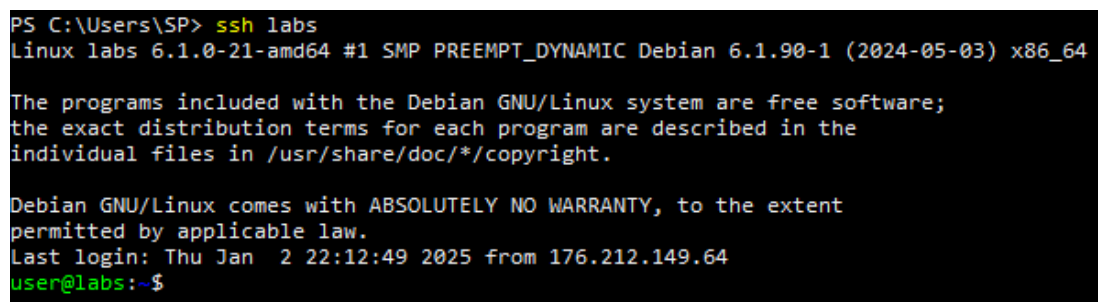 PS C:\Users\SP> ssh labs
Linux labs 6.1.0-21-amd64 #1 SMP PREEMPT_DYNAMIC Debian 6.1.90-1 (2024-05-03) x86_64
The programs included with the Debian GNU/Linux system are free software;
the exact distribution terms for each program are described in the
individual files in /usr/share/doc/*/copyright.
Debian GNU/Linux comes with ABSOLUTELY NO WARRANTY, to the extent
permitted by applicable law.
Last login: Thu Jan  2 22:12:49 2025 from 176.212.149.64
user@labs:~$